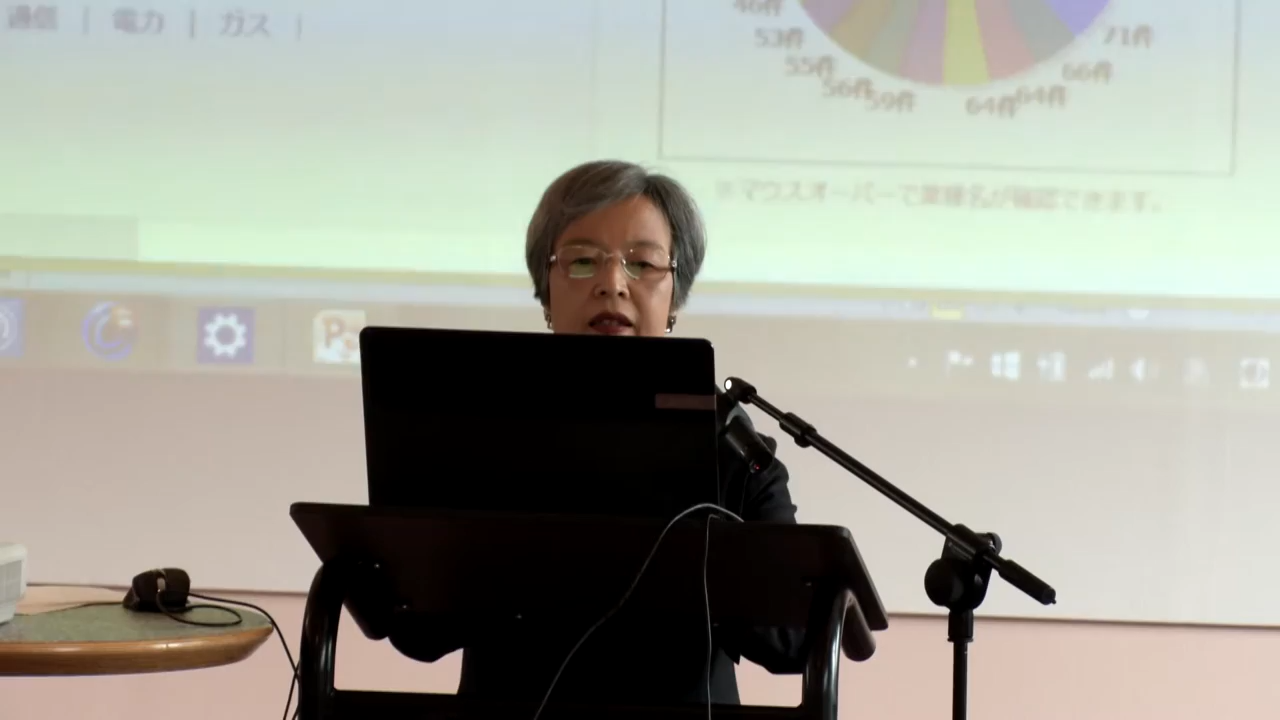 通信 | 電力 | ガス |
46件
53件
55件
56件
59件
64件
64件
66件
71件
※マウスオーバーで業種名が確認できます。